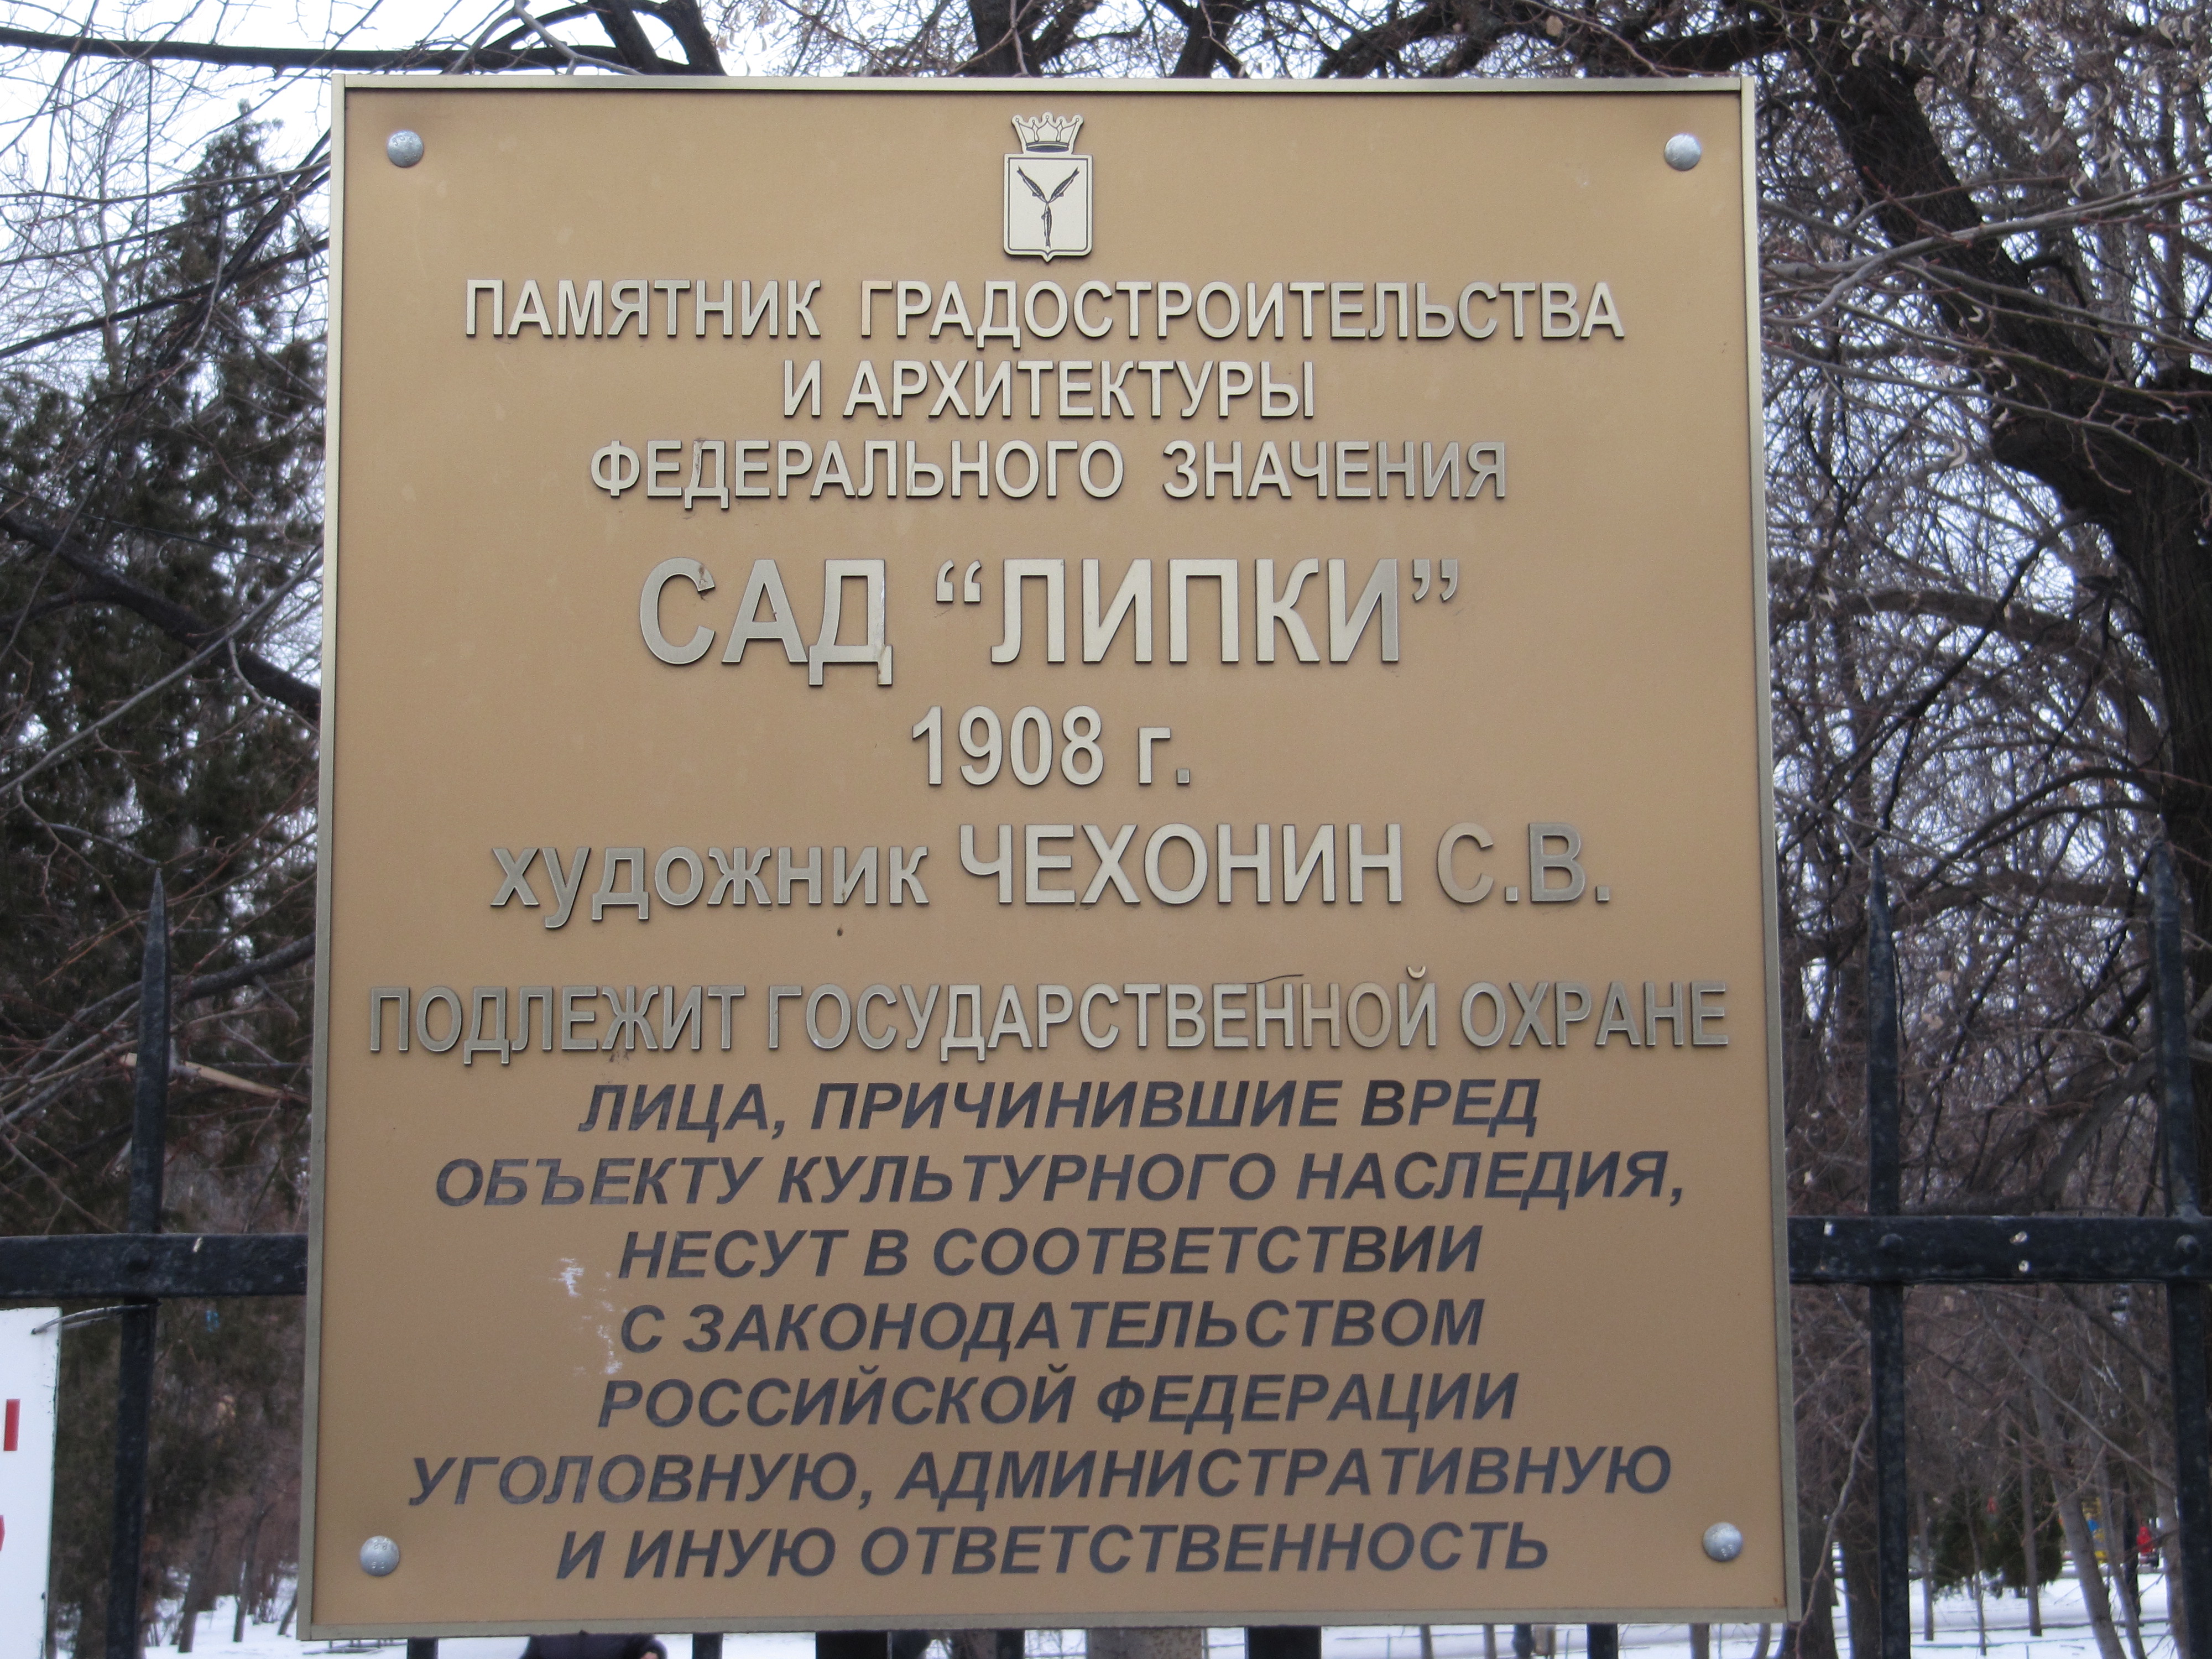 ПАМЯТНИК ГРАДОСТРОИТЕЛЬСТВА
И АРХИТЕКТУРЫ
ФЕДЕРАЛЬНОГО ЗНАЧЕНИЯ
САД “ЛИПКИ”
1908 г.
художник ЧЕХОНИН С.В.
ПОДЛЕЖИТ ГОСУДАРСТВЕННОЙ ОХРАНЕ
ЛИЦА, ПРИЧИНИВШИЕ ВРЕД
ОБЪЕКТУ КУЛЬТУРНОГО НАСЛЕДИЯ,
НЕСУТ В СООТВЕТСТВИИ
С ЗАКОНОДАТЕЛЬСТВОМ
РОССИЙСКОЙ ФЕДЕРАЦИИ
УГОЛОВНУЮ, АДМИНИСТРАТИВНУЮ
И ИНУЮ ОТВЕТСТВЕННОСТЬ